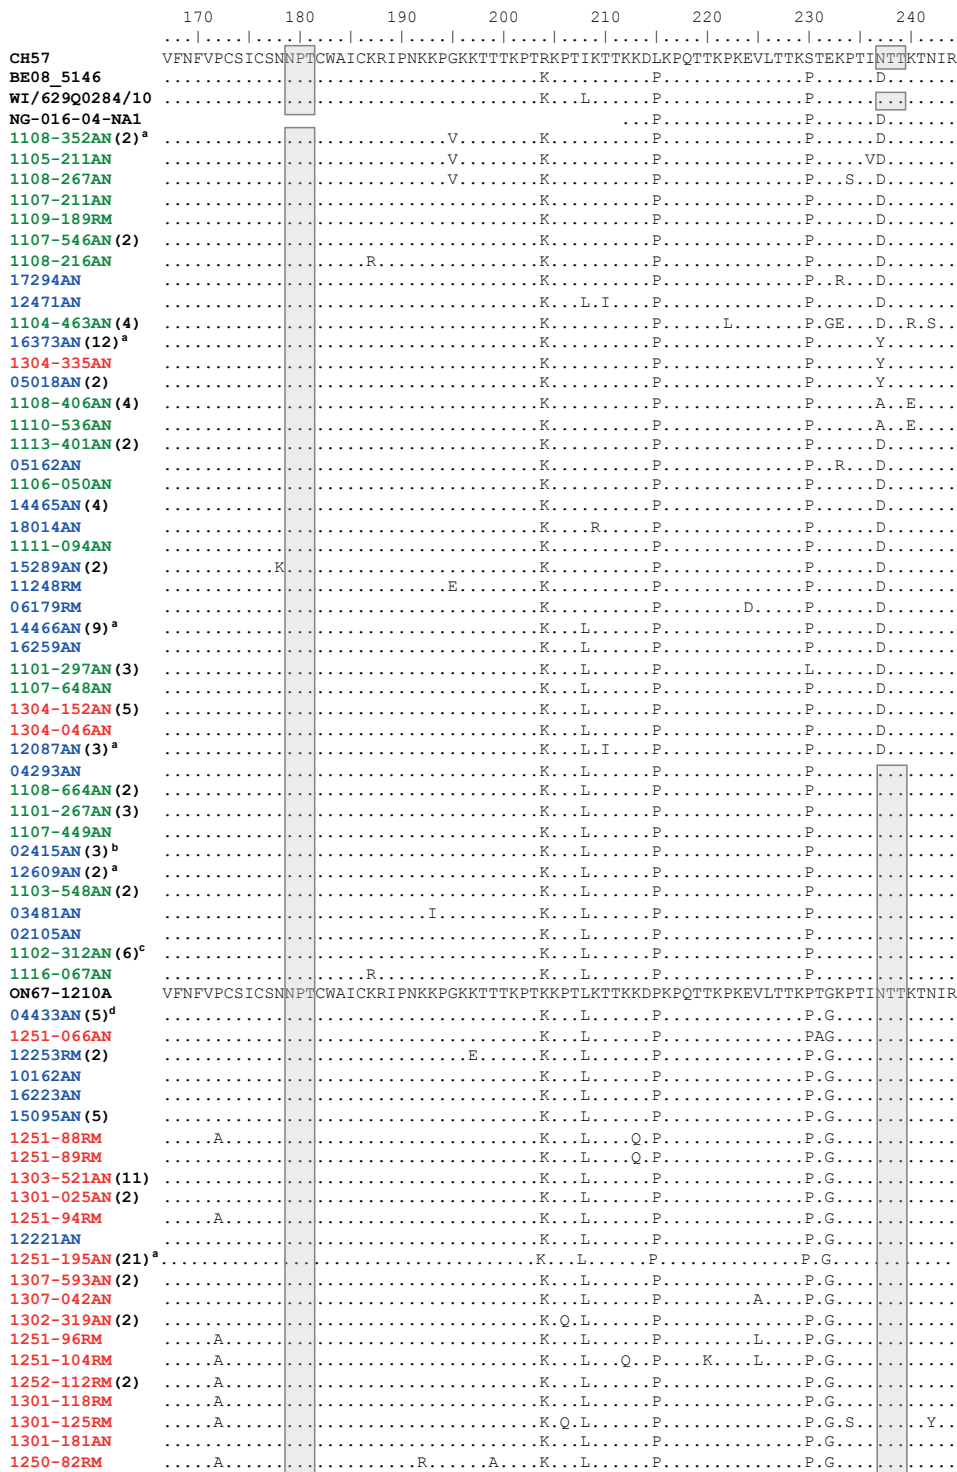 170 180 190 200 210 220 230 240
CH57 VFNFVPCSICSNNPTCWAICKRIPNKKPGKKTTTKPTRKPTIKTTKKDLKPQTTKPKEVLTTKSTEKPTINTTKTNIR
BE08_5146 .....................................K..........P..............P......D.......
WI/629Q0284/10 .....................................K...L......P..............P..............
NG-016-04-NA1 ...P..............P......D.......
1108-352AN(2)a ............................V........K..........P..............P......D.......
1105-211AN ............................V........K..........P..............P.....VD.......
1108-267AN ............................V........K..........P..............P...S..D.......
1107-211AN .....................................K..........P..............P......D.......
1109-189RM .....................................K..........P..............P......D.......
1107-546AN(2) .....................................K..........P..............P......D.......
1108-216AN ....................R................K..........P..............P......D.......
17294AN .....................................K..........P..............P..R...D.......
12471AN .....................................K...L.I....P..............P......D.......
1104-463AN(4) .....................................K..........P......L.......P.GE...D..R.S..
16373AN(12)a .....................................K..........P..............P......Y.......
1304-335AN .....................................K..........P..............P......Y.......
05018AN(2) .....................................K..........P..............P......Y.......
1108-406AN(4) .....................................K..........P..............P......A..E....
1110-536AN .....................................K..........P..............P......A..E....
1113-401AN(2) .....................................K..........P..............P......D.......
05162AN .....................................K..........P..............P..R...D.......
1106-050AN .....................................K..........P..............P......D.......
14465AN(4) .....................................K..........P..............P......D.......
18014AN .....................................K....R.....P..............P......D.......
1111-094AN .....................................K..........P..............P......D.......
15289AN(2) ...........K.........................K..........P..............P......D.......
11248RM ............................E........K..........P..............P......D.......
06179RM .....................................K..........P........D.....P......D.......
14466AN(9)a .....................................K...L......P..............P......D.......
16259AN .....................................K...L......P..............P......D.......
1101-297AN(3) .....................................K...L......P..............L......D.......
1107-648AN .....................................K...L......P..............P......D.......
1304-152AN(5) .....................................K...L......P..............P......D.......
1304-046AN .....................................K...L......P..............P......D.......
12087AN(3)a .....................................K...L.I....P..............P......D.......
04293AN .....................................K...L......P..............P..............
1108-664AN(2) .....................................K...L......P..............P..............
1101-267AN(3) .....................................K...L......P..............P..............
1107-449AN .....................................K...L......P..............P..............
02415AN(3)b .....................................K...L......P..............P..............
12609AN(2)a .....................................K...L......P..............P..............
1103-548AN(2) .....................................K...L......P..............P..............
03481AN ..........................I..........K...L......P..............P..............
02105AN .....................................K...L......P..............P..............
1102-312AN(6)c .....................................K...L......P..............P..............
1116-067AN ....................R................K...L......P..............P..............
ON67-1210A VFNFVPCSICSNNPTCWAICKRIPNKKPGKKTTTKPTKKPTLKTTKKDPKPQTTKPKEVLTTKPTGKPTINTTKTNIR
04433AN(5)d .....................................K...L......P..............P.G............
1251-066AN .....................................K...L......P..............PAG............
12253RM(2) ..............................E......K...L......P..............P.G............
10162AN .....................................K...L......P..............P.G............
16223AN .....................................K...L......P..............P.G............
15095AN(5) .....................................K...L......P..............P.G............
1251-88RM .....A...............................K...L....Q.P..............P.G............
1251-89RM .....................................K...L....Q.P..............P.G............
1303-521AN(11) .....................................K...L......P..............P.G............
1301-025AN(2) .....................................K...L......P..............P.G............
1251-94RM .....A...............................K...L......P..............P.G............
12221AN .....................................K...L......P..............P.G............
1251-195AN(21)a .....................................K...L......P..............P.G............
1307-593AN(2) .....................................K...L......P..............P.G............
1307-042AN .....................................K...L......P.........A....P.G............
1302-319AN(2) .....................................K.Q.L......P..............P.G............
1251-96RM .....A...............................K...L......P.........L....P.G............
1251-104RM .....A...............................K...L...Q..P....K....L....P.G............
1252-112RM(2) .....A...............................K...L......P..............P.G............
1301-118RM .....A...............................K...L......P..............P.G............
1301-125RM .....A...............................K.Q.L......P..............P.G.S.......Y..
1301-181AN .....................................K...L......P..............P.G............
1250-82RM .....A...................R......A....K...L......P..............P.G............